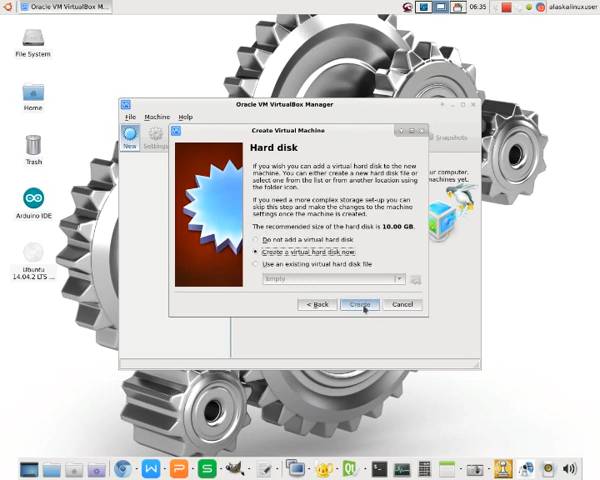 Oracle VM VirtualBox M...
06:35
alaskalinuxuser
File System
Home
Trash
Arduino IDE
Ubuntu
14.04.2 LTS ...
Oracle VM VirtualBox Manager
File Machine Help
New
Settings
Snapshots
Create Virtual Machine
Hard disk
If you wish you can add a virtual hard disk to the new
machine. You can either create a new hard disk file or
select one from the list or from another location using
the folder icon.
If you need a more complex storage set-up you can
skip this step and make the changes to the machine
settings once the machine is created.
The recommended size of the hard disk is 10.00 GB.
Do not add a virtual hard disk
Create a virtual hard disk now
Use an existing virtual hard disk file
Empty
< Back
Create
Cancel
ur computer.
machines yet.